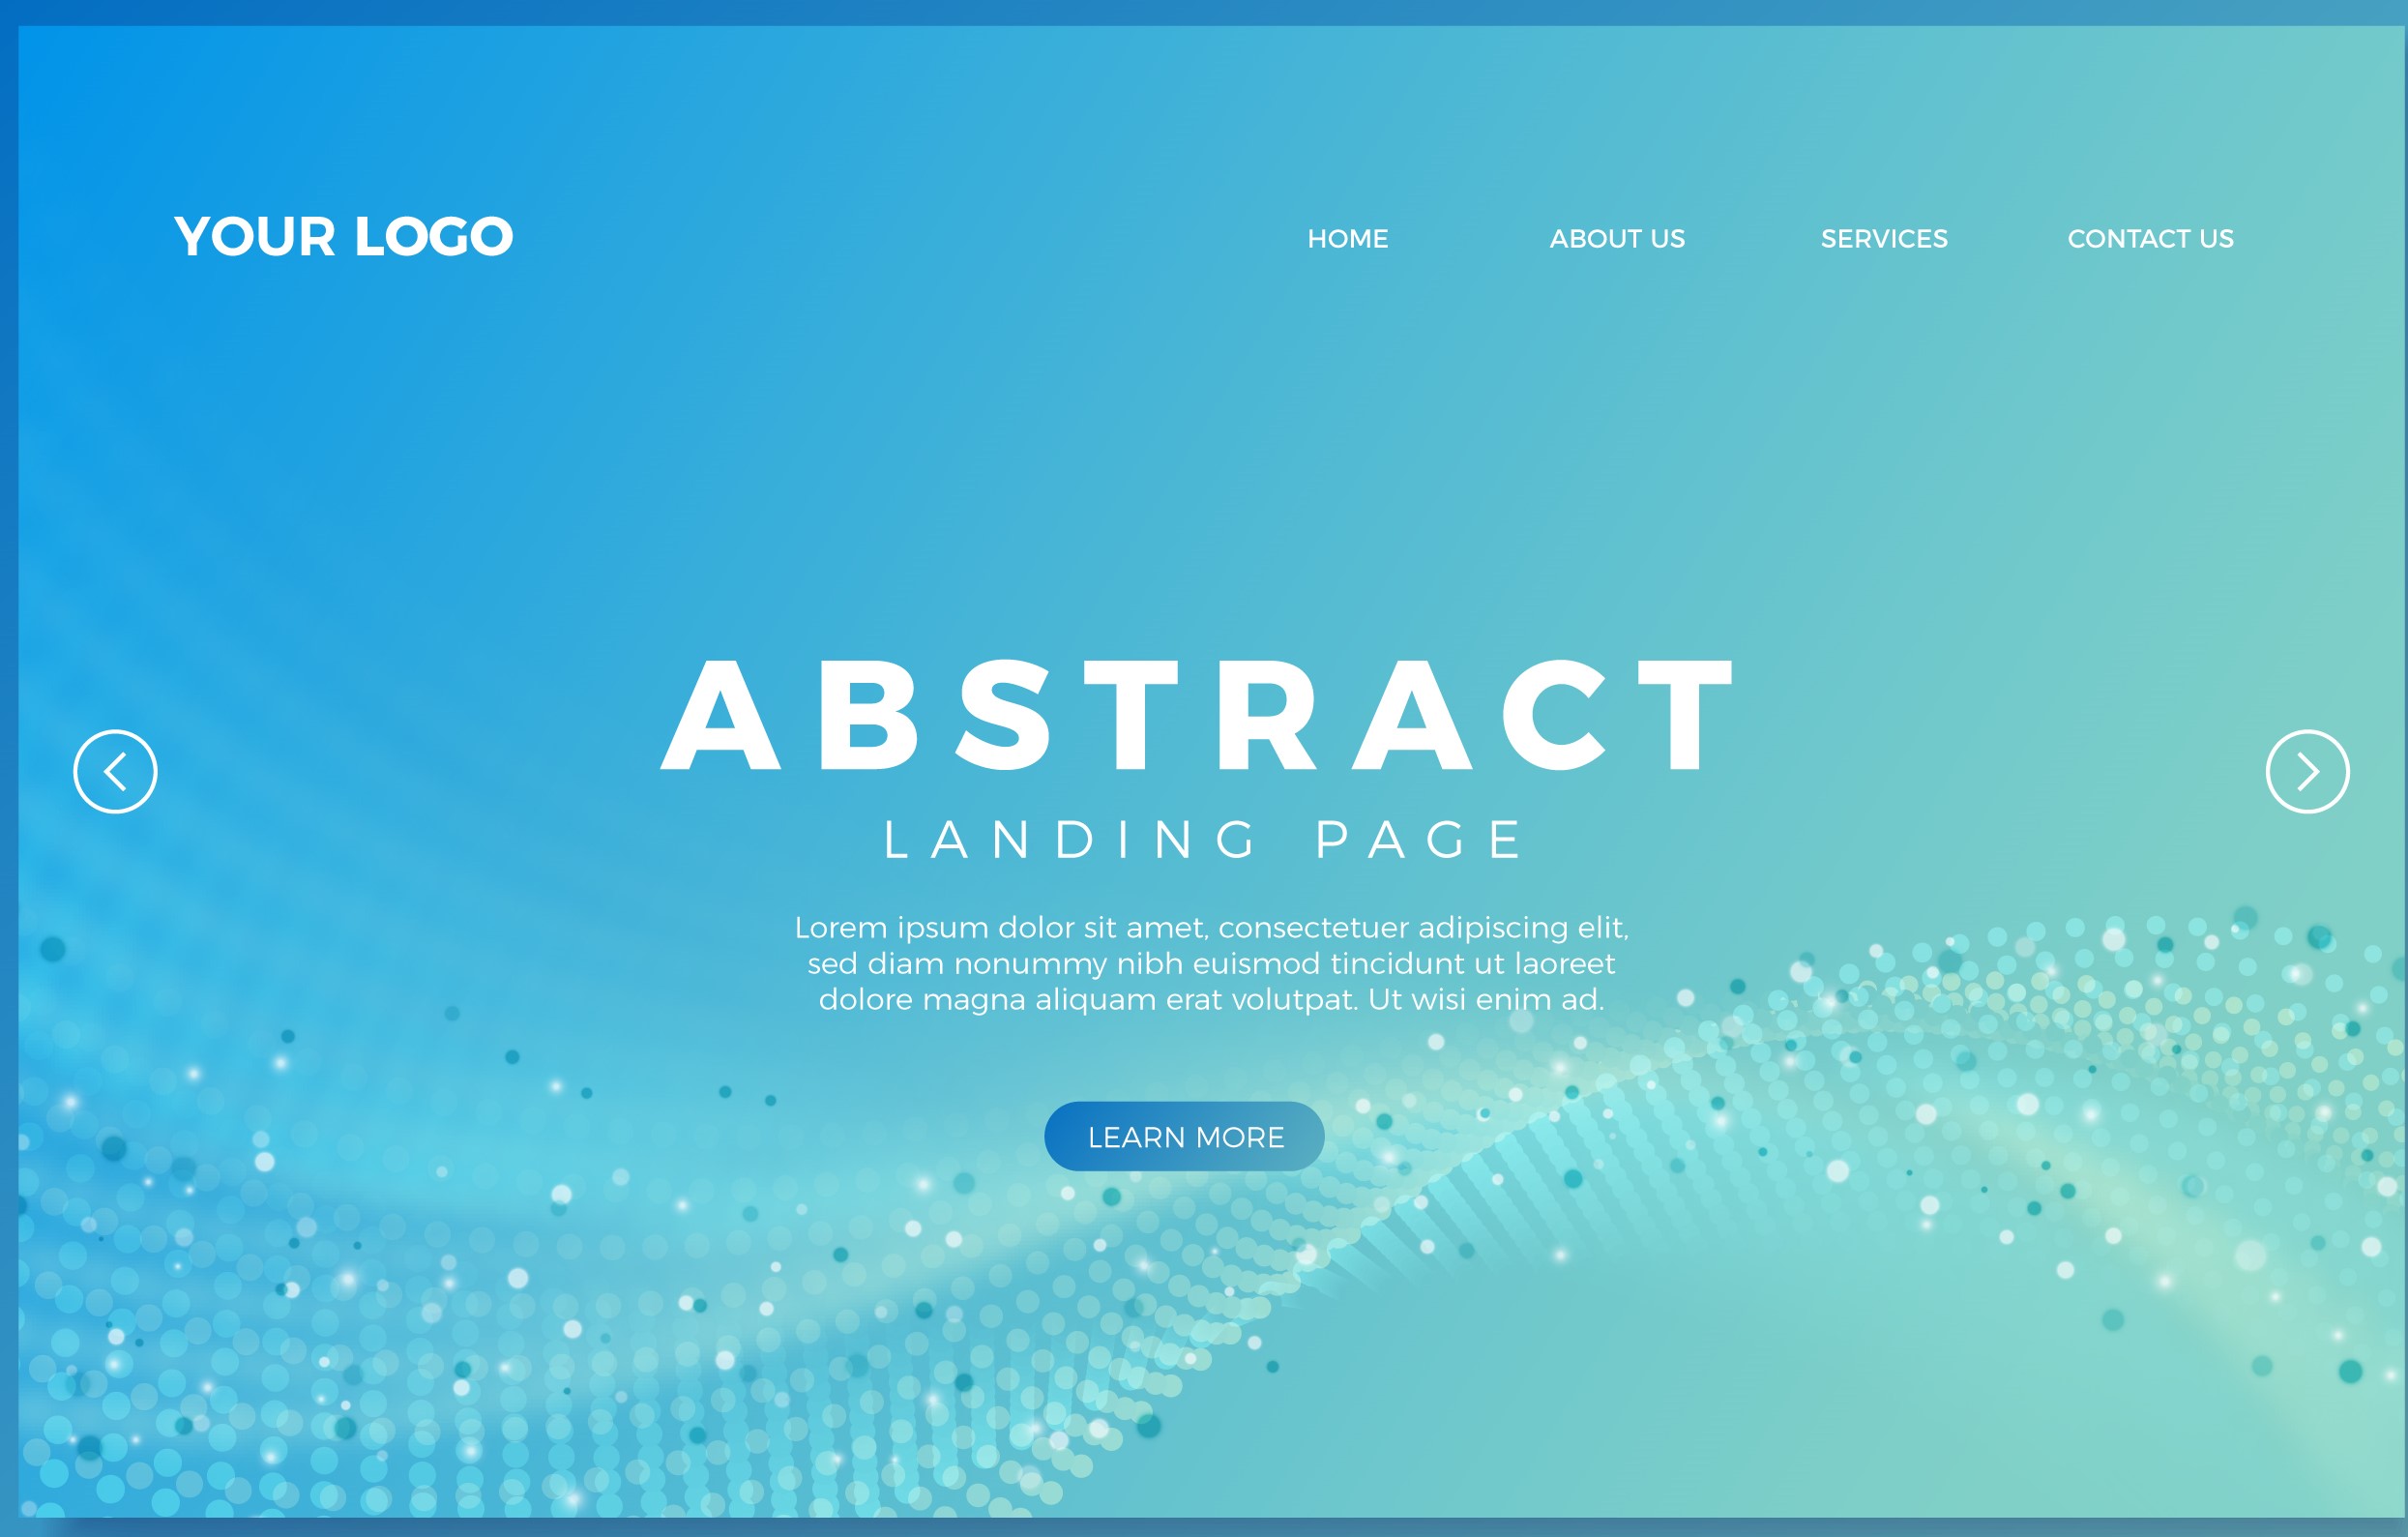 YOUR LOGO
HOME ABOUT US SERVICES CONTACT US
ABSTRACT
LANDING PAGE
Lorem ipsum dolor sit amet, consectetuer adipiscing elit,
sed diam nonummy nibh euismod tincidunt ut laoreet
dolore magna aliquam erat volutpat. Ut wisi enim ad.
LEARN MORE